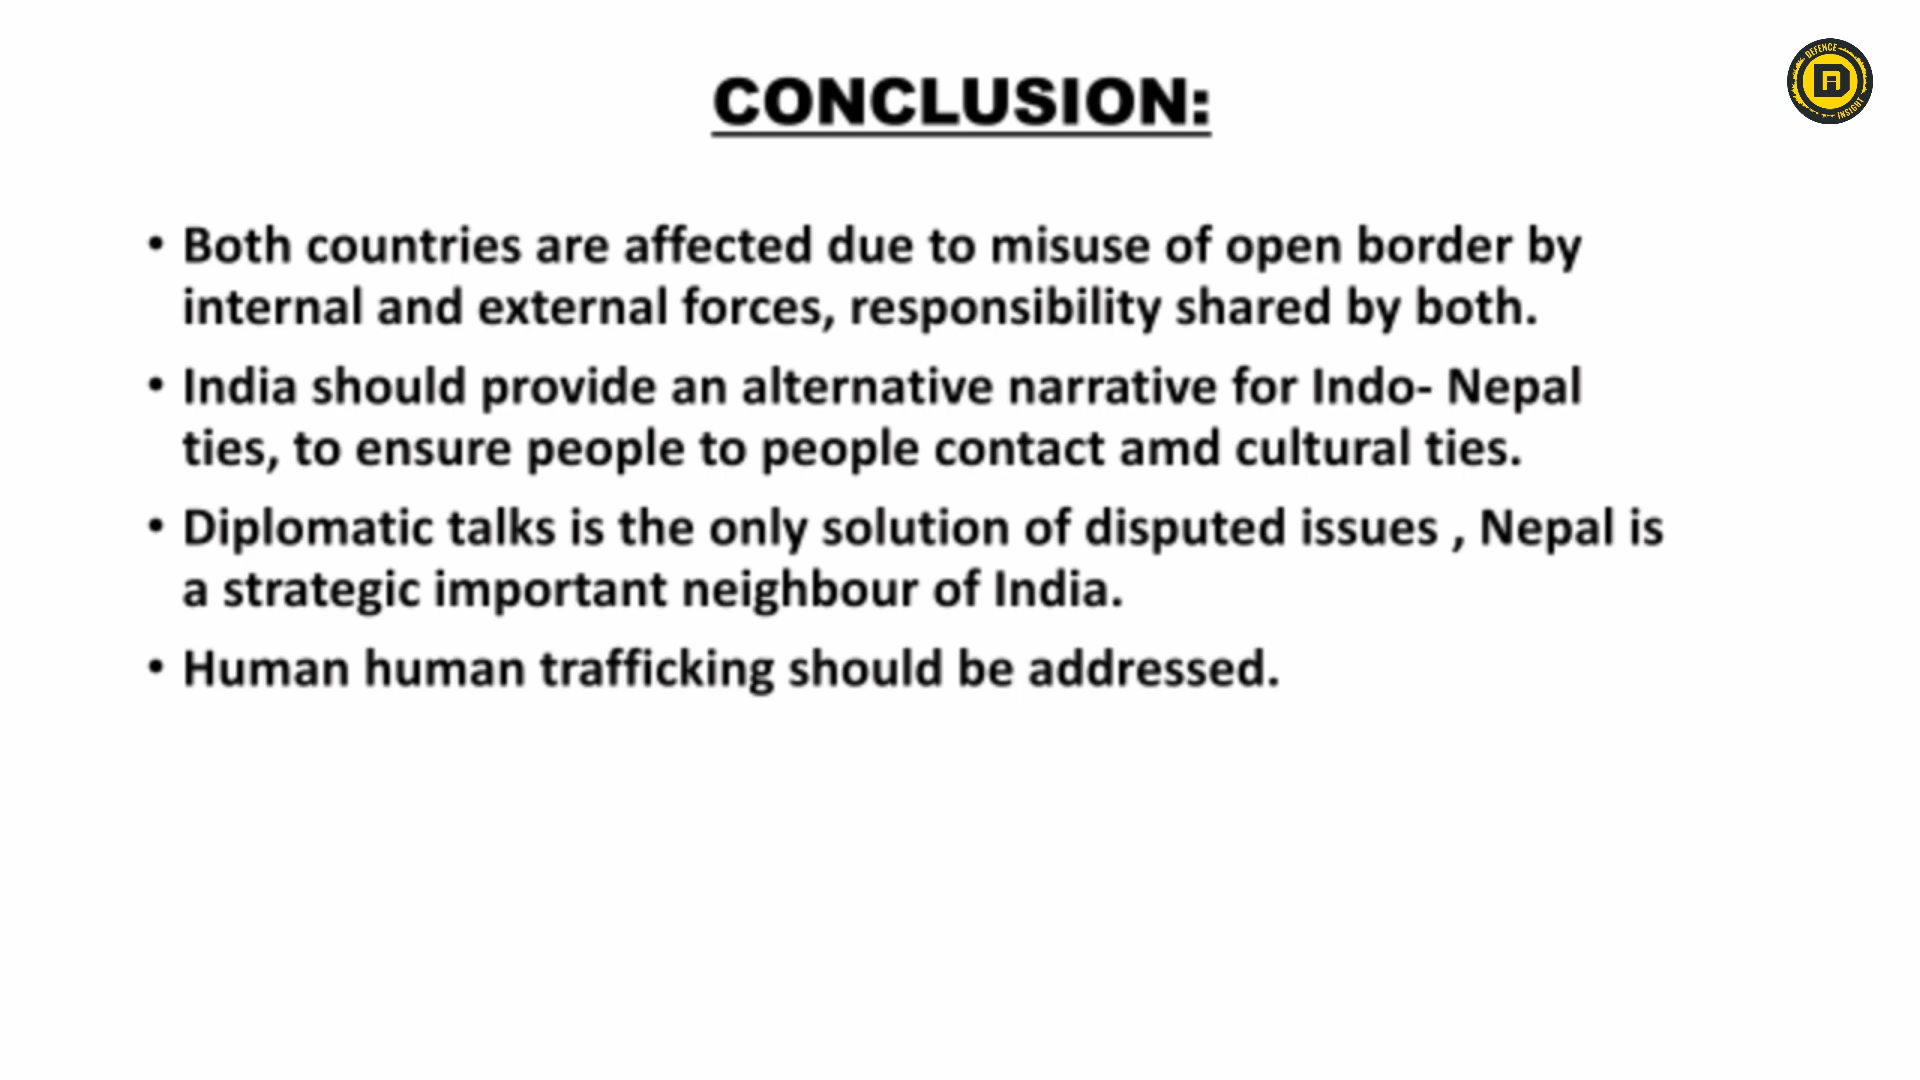 CONCLUSION:
DEFENCE
INSIGHT
• Both countries are affected due to misuse of open border by
internal and external forces, responsibility shared by both.
• India should provide an alternative narrative for Indo- Nepal
ties, to ensure people to people contact amd cultural ties.
• Diplomatic talks is the only solution of disputed issues , Nepal is
a strategic important neighbour of India.
• Human human trafficking should be addressed.